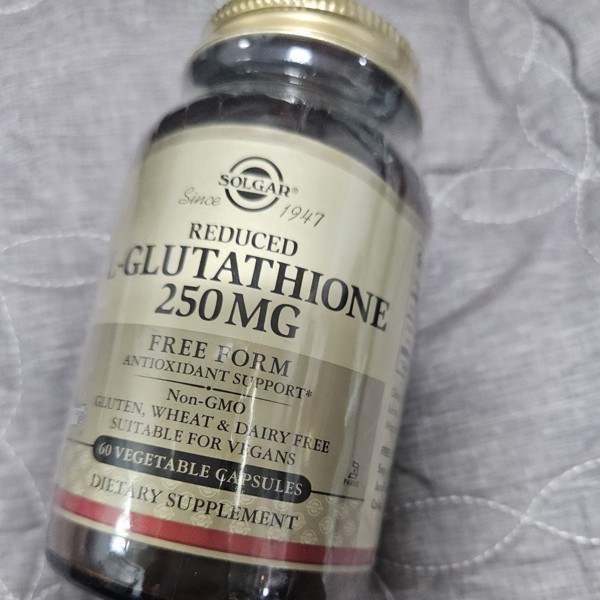 SOLGAR®
Since 1947
REDUCED
L-GLUTATHIONE
250 MG
FREE FORM
ANTIOXIDANT SUPPORT*
Non-GMO
GLUTEN, WHEAT & DAIRY FREE
SUITABLE FOR VEGANS
60 VEGETABLE CAPSULES
DIETARY SUPPLEMENT